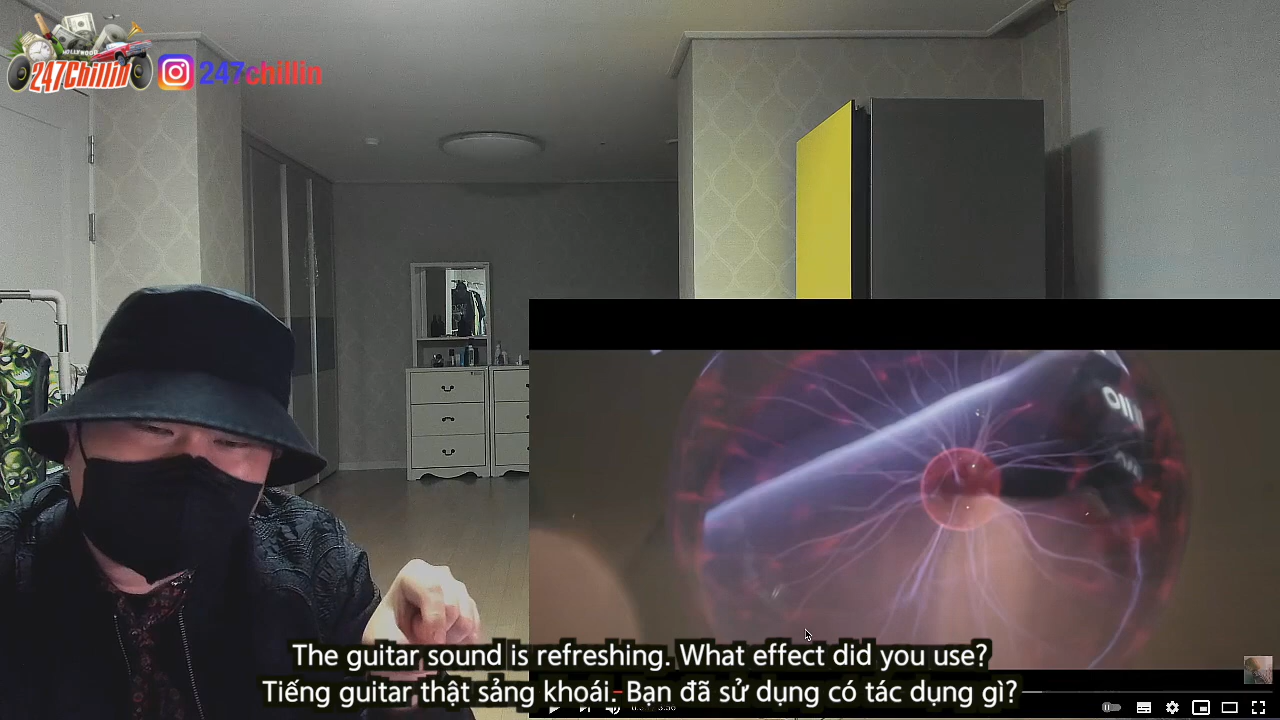 HOLLYWOOD
247Chillin
247chillin
The guitar sound is refreshing. What effect did you use?
Tiếng guitar thật sảng khoái. Bạn đã sử dụng có tác dụng gì?